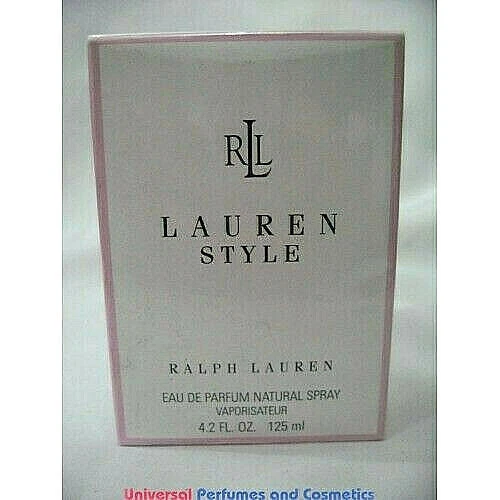 RLL
LAUREN
STYLE
RALPH LAUREN
EAU DE PARFUM NATURAL SPRAY
VAPORISATEUR
4.2 FL. OZ. 125 ml
Universal Perfumes and Cosmetics